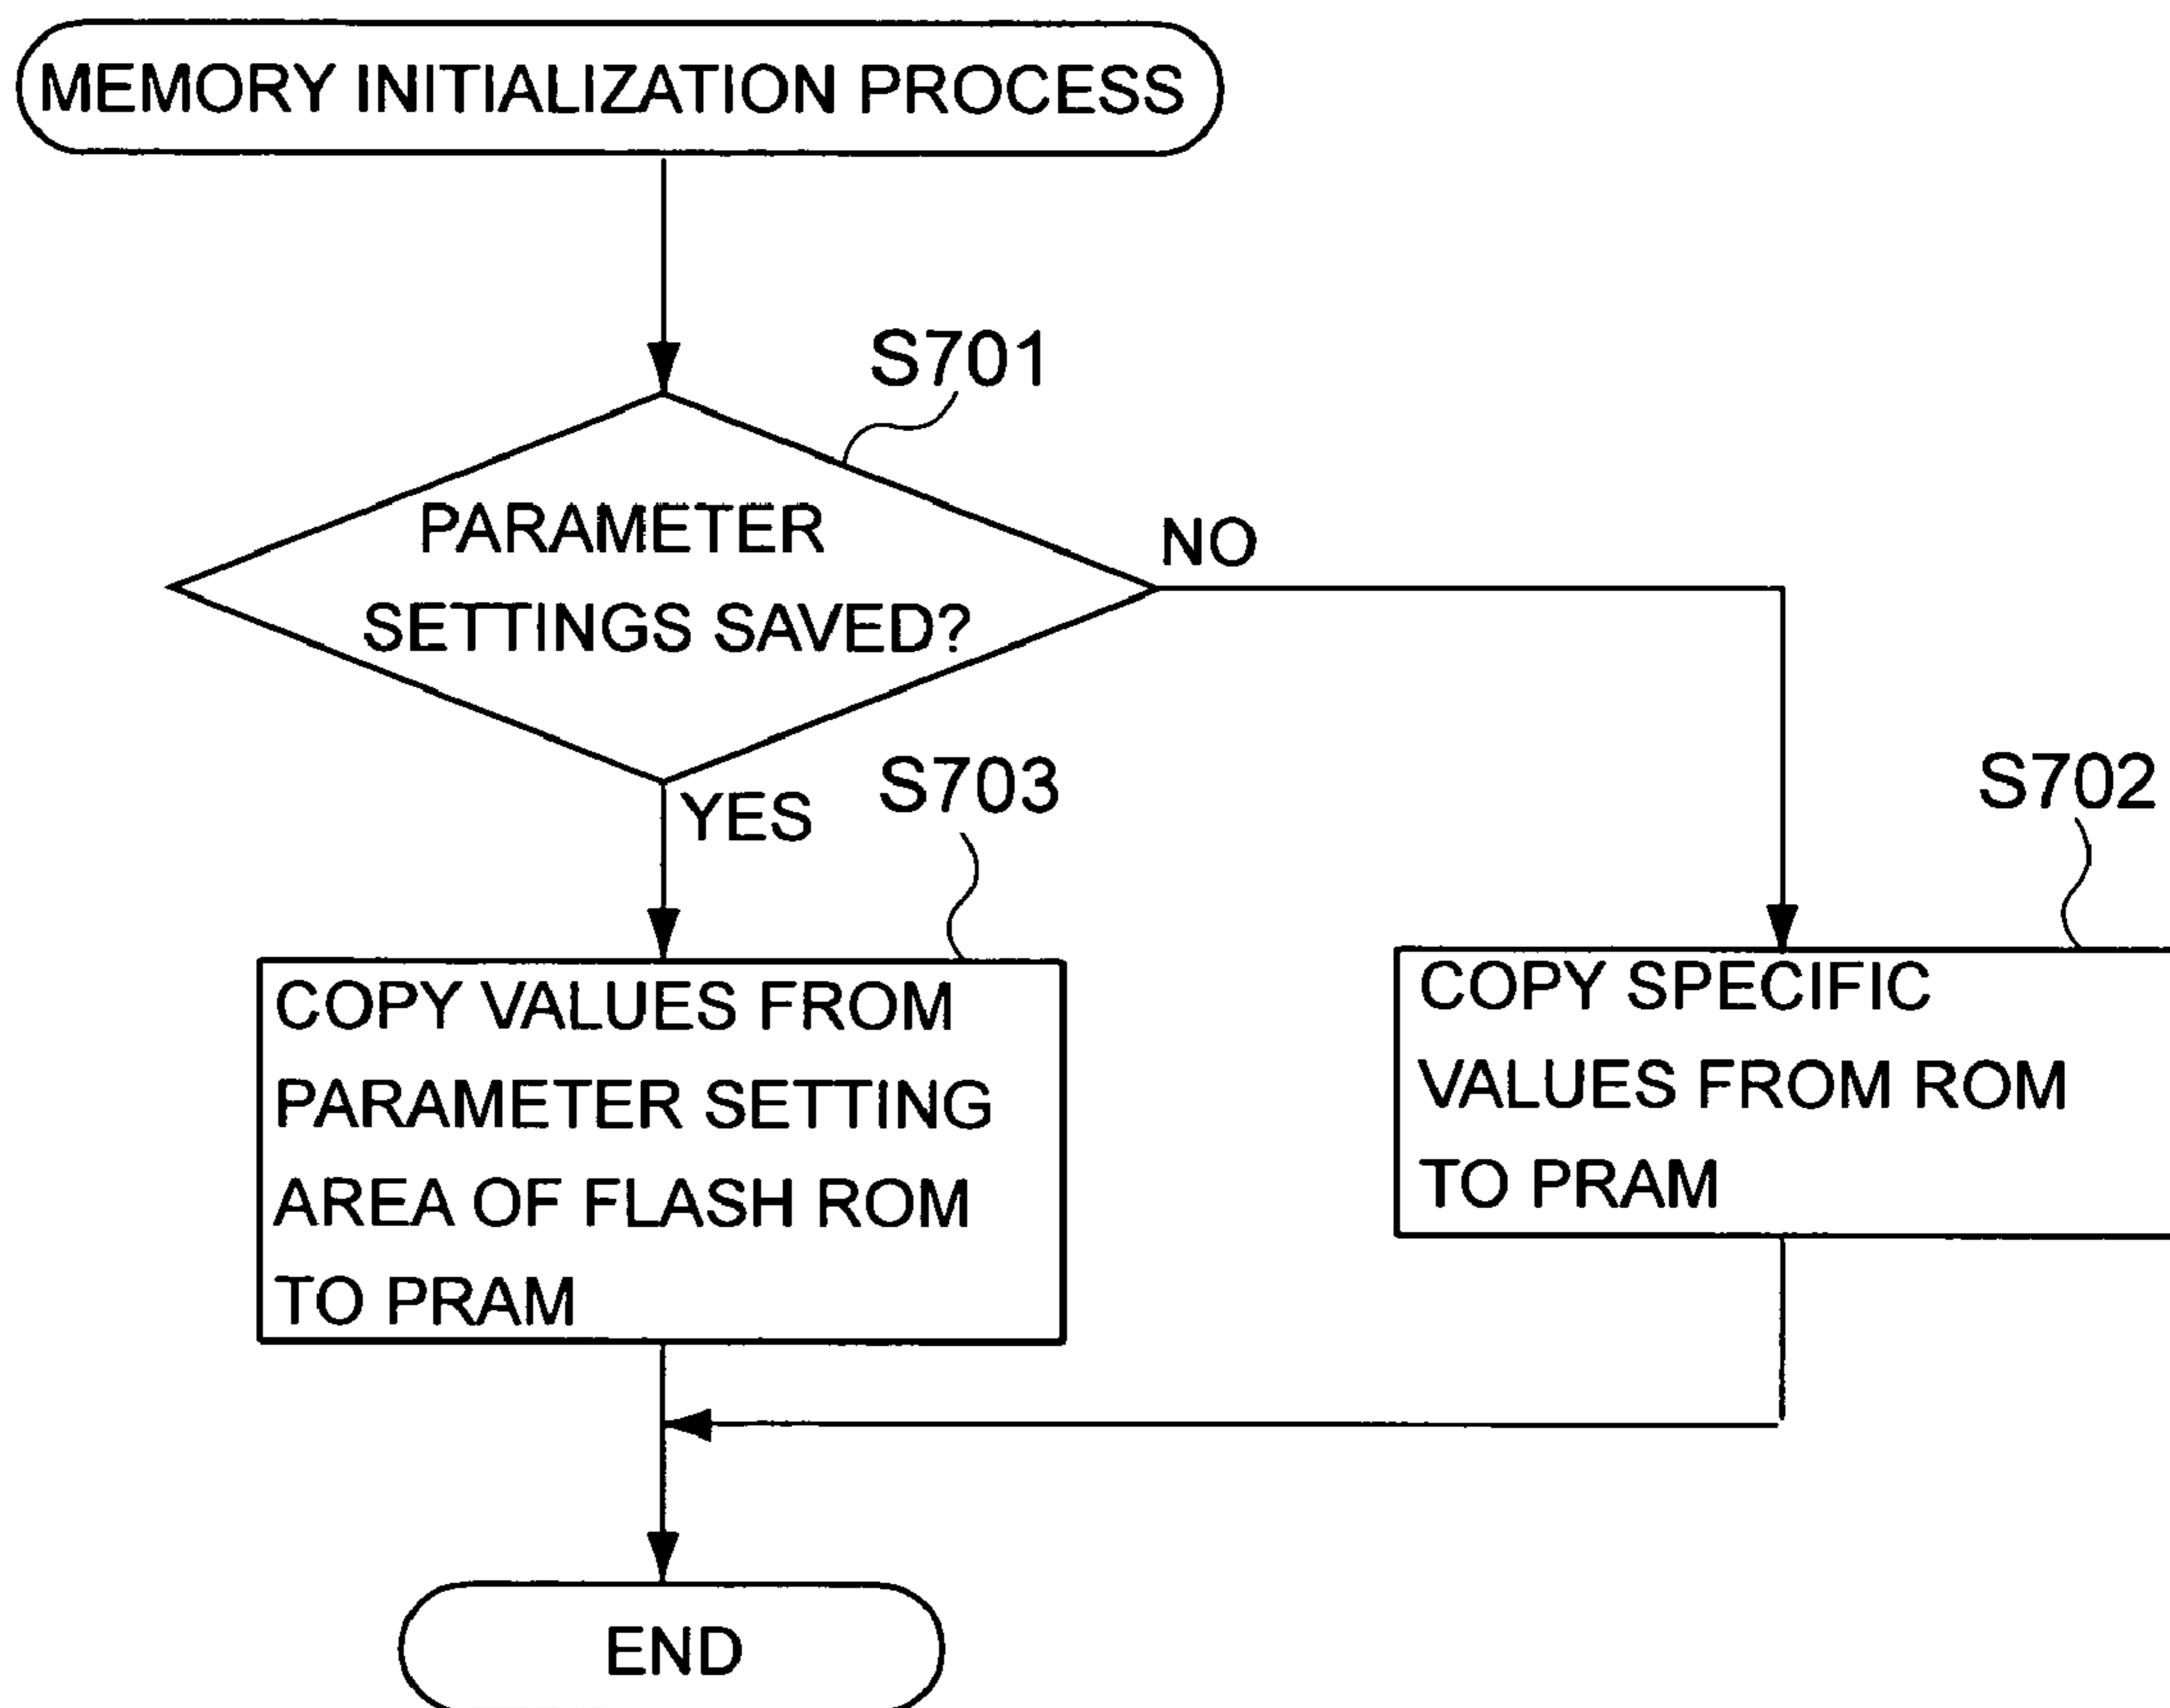 MEMORY INITIALIZATION PROCESS
S701
PARAMETER
SETTINGS SAVED?
NO
YES
S703
S702
COPY VALUES FROM
PARAMETER SETTING
AREA OF FLASH ROM
TO PRAM
COPY SPECIFIC
VALUES FROM ROM
TO PRAM
END